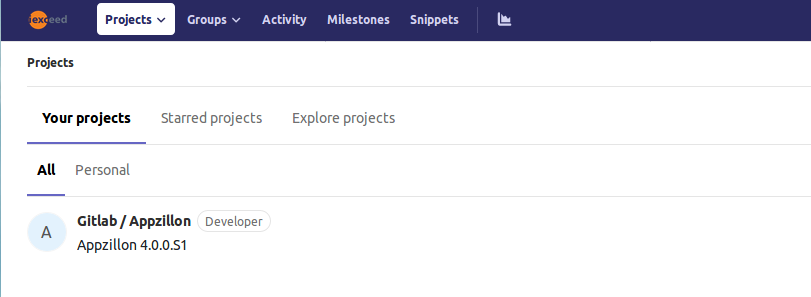 i.exceed
Projects
Groups
Activity
Milestones
Snippets
Projects
Your projects
Starred projects
Explore projects
All
Personal
A
Gitlab / Appzillon
Developer
Appzillon 4.0.0.S1